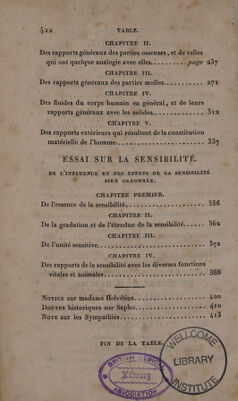 422 TABLE.
CHAPITRE II.
Des rapports généraux des parties osseuses, et de celles
qui ont quelque analogie avec elles..........page 237
CHAPITRE III.
Des rapports généraux des parties molles..........271
CHAPITRE IV.
Des fluides du corps humain en général, et de leurs
rapports généraux avec les solides..........312
CHAPITRE V.
Des rapports extérieurs qui résultent de la constitution
matérielle de l'homme..........337
ESSAI SUR LA SENSIBILITÉ.
DE L'INFLUENCE ET DES EFFETS DE LA SENSIBILITÉ
BIEN ORDONNÉE.
CHAPITRE PREMIER.
De l'essence de la sensibilité..........356
CHAPITRE II.
De la gradation et de l'étendue de la sensibilité......362
CHAPITRE III.
De l'unité sensitive..........372
CHAPITRE IV.
Des rapports de la sensibilité avec les diverses fonctions
vitales et animales..........388
NOTICE sur madame Helvétius..........400
DOUTES historiques sur Sapho..........410
NOTE sur les Sympathies..........413
FIN DE LA TABLE.
BRITISH MEDICAL
Library
ASSOCIATION
WELLCOME
LIBRARY
INSTITUTE